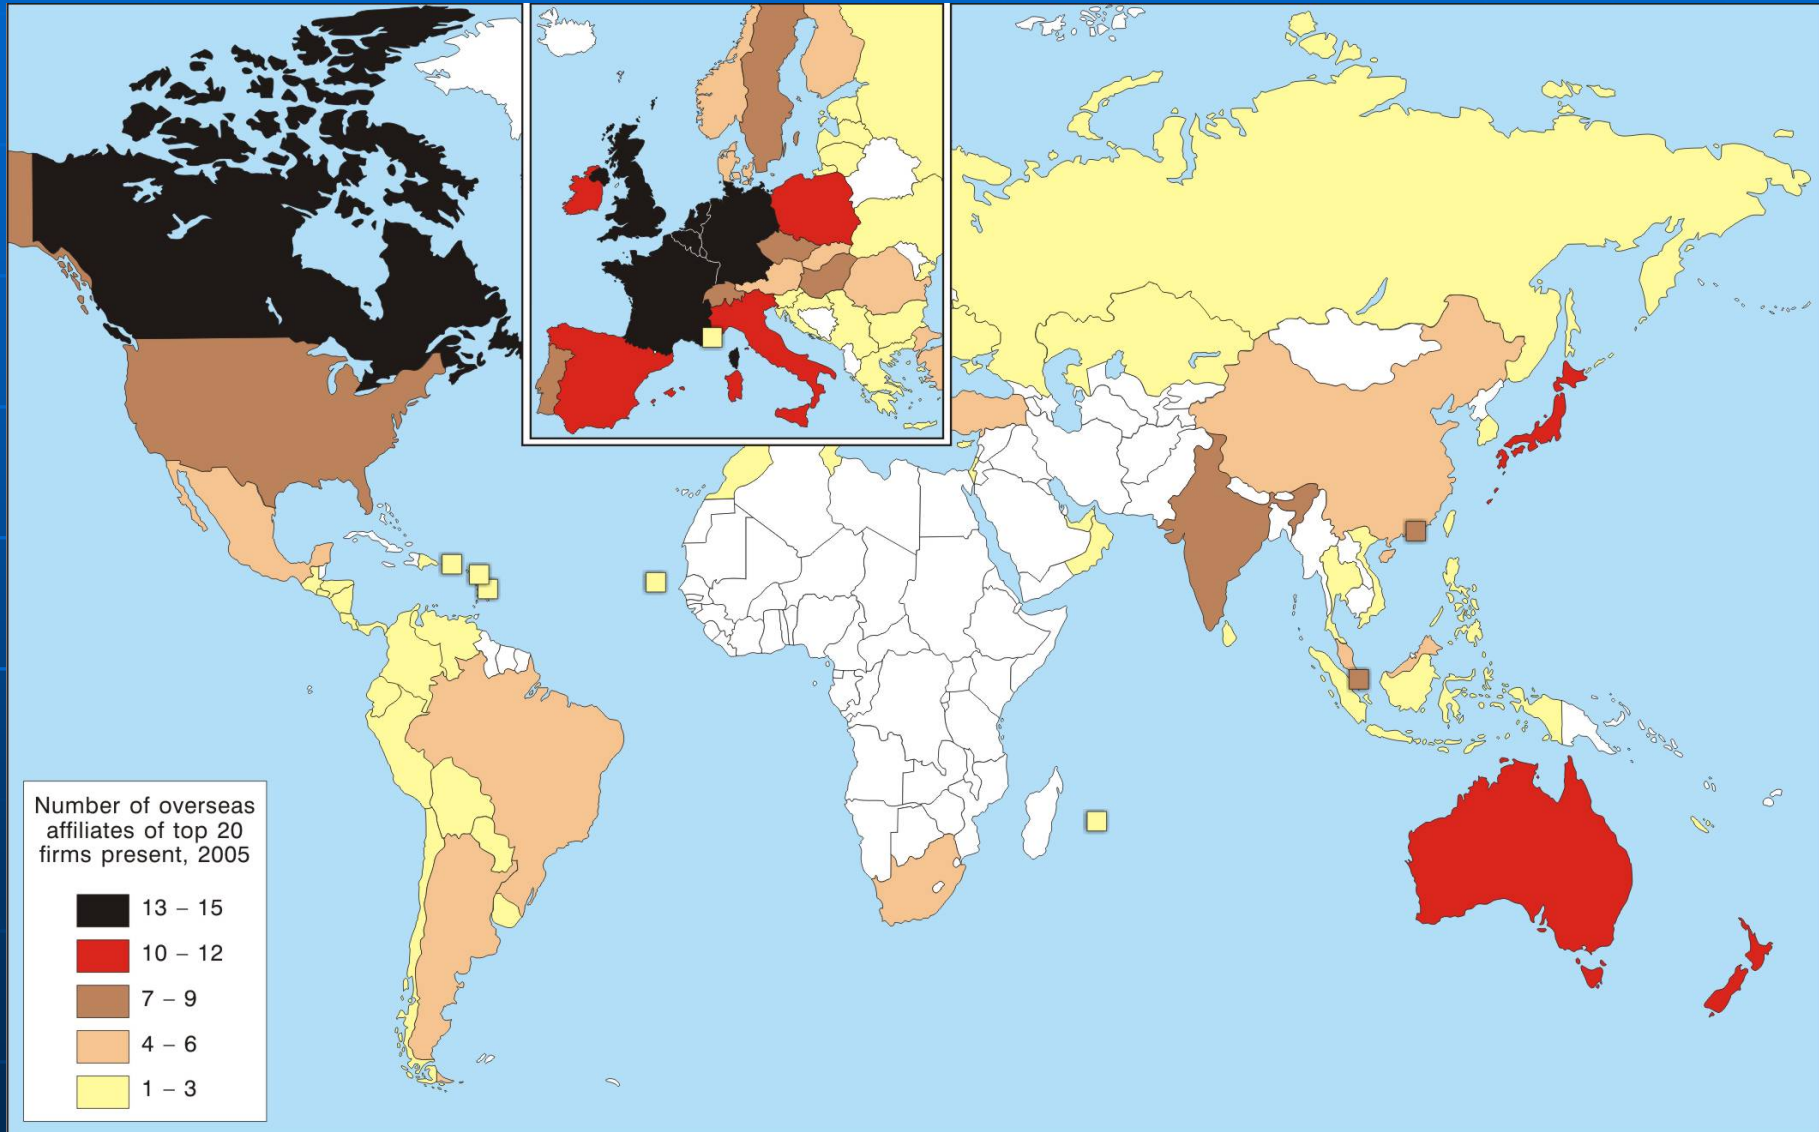 Number of overseas
affiliates of top 20
firms present, 2005
13 – 15
10 – 12
7 – 9
4 – 6
1 – 3